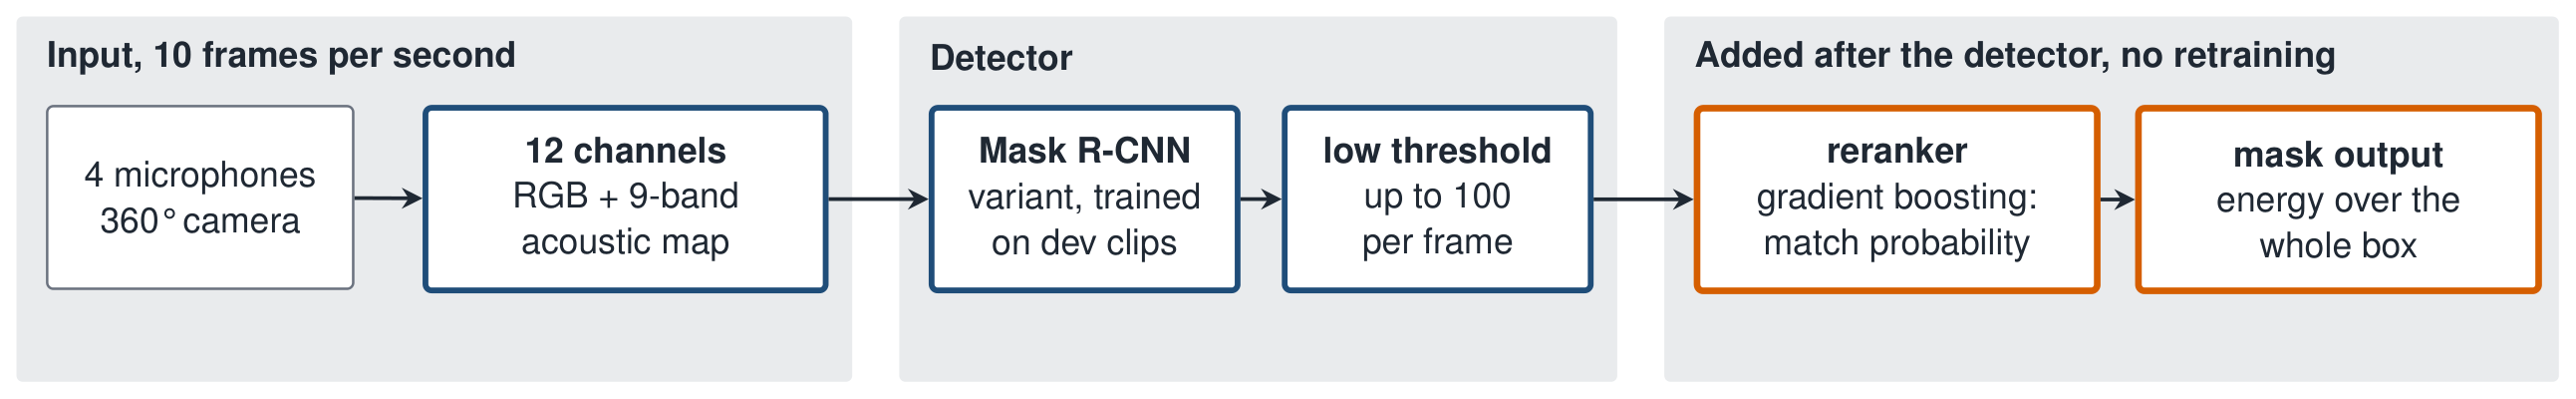 Input, 10 frames per second
4 microphones
360° camera
12 channels
RGB + 9-band
acoustic map
Detector
Mask R-CNN
variant, trained
on dev clips
low threshold
up to 100
per frame
Added after the detector, no retraining
reranker
gradient boosting:
match probability
mask output
energy over the
whole box